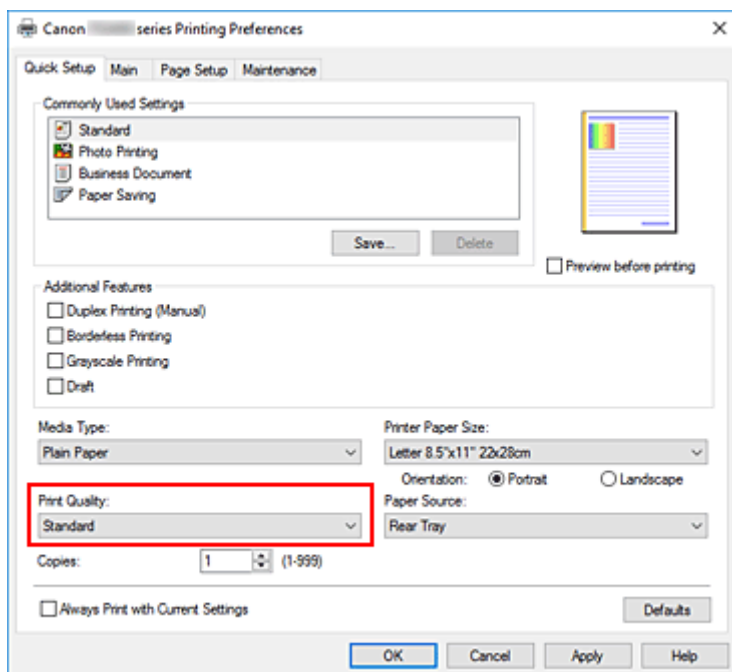 Canon series Printing Preferences
Quick Setup Main Page Setup Maintenance
Commonly Used Settings
Standard
Photo Printing
Business Document
Paper Saving
Save... Delete
Preview before printing
Additional Features
Duplex Printing (Manual)
Borderless Printing
Grayscale Printing
Draft
Media Type: Printer Paper Size:
Plain Paper Letter 8.5"x11" 22x28cm
Orientation: Portrait Landscape
Print Quality: Paper Source:
Standard Rear Tray
Copies: 1 (1-999)
Always Print with Current Settings Defaults
OK Cancel Apply Help